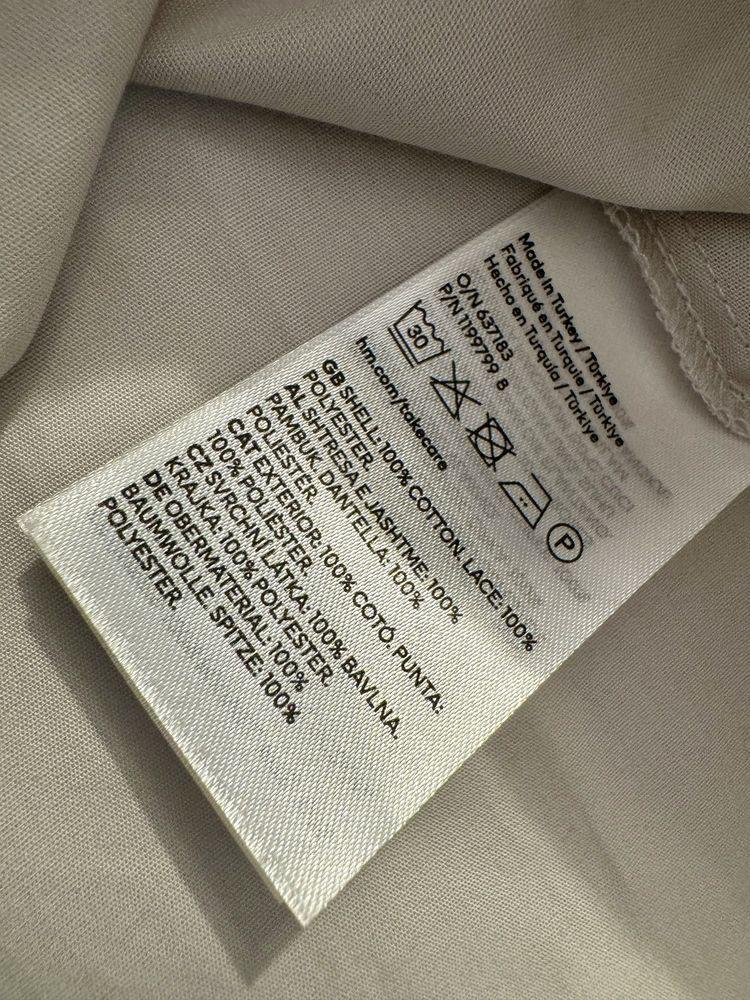 Made in Turkey / Türkiye
Fabriqué en Turquie / Türkiye
Hecho en Turquía / Türkiye
O/N 637183
P/N 1199799 8
30
P
hm.com/takecare
GB SHELL: 100% COTTON. LACE: 100%
POLYESTER.
AL SHTRESA E JASHTME: 100%
PAMBUK. DANTELLA: 100%
POLIESTËR.
CAT EXTERIOR: 100% COTÓ. PUNTA:
100% POLIÈSTER.
CZ SVRCHNÍ LÁTKA: 100% BAVLNA.
KRAJKA: 100% POLYESTER.
DE OBERMATERIAL: 100%
BAUMWOLLE. SPITZE: 100%
POLYESTER.